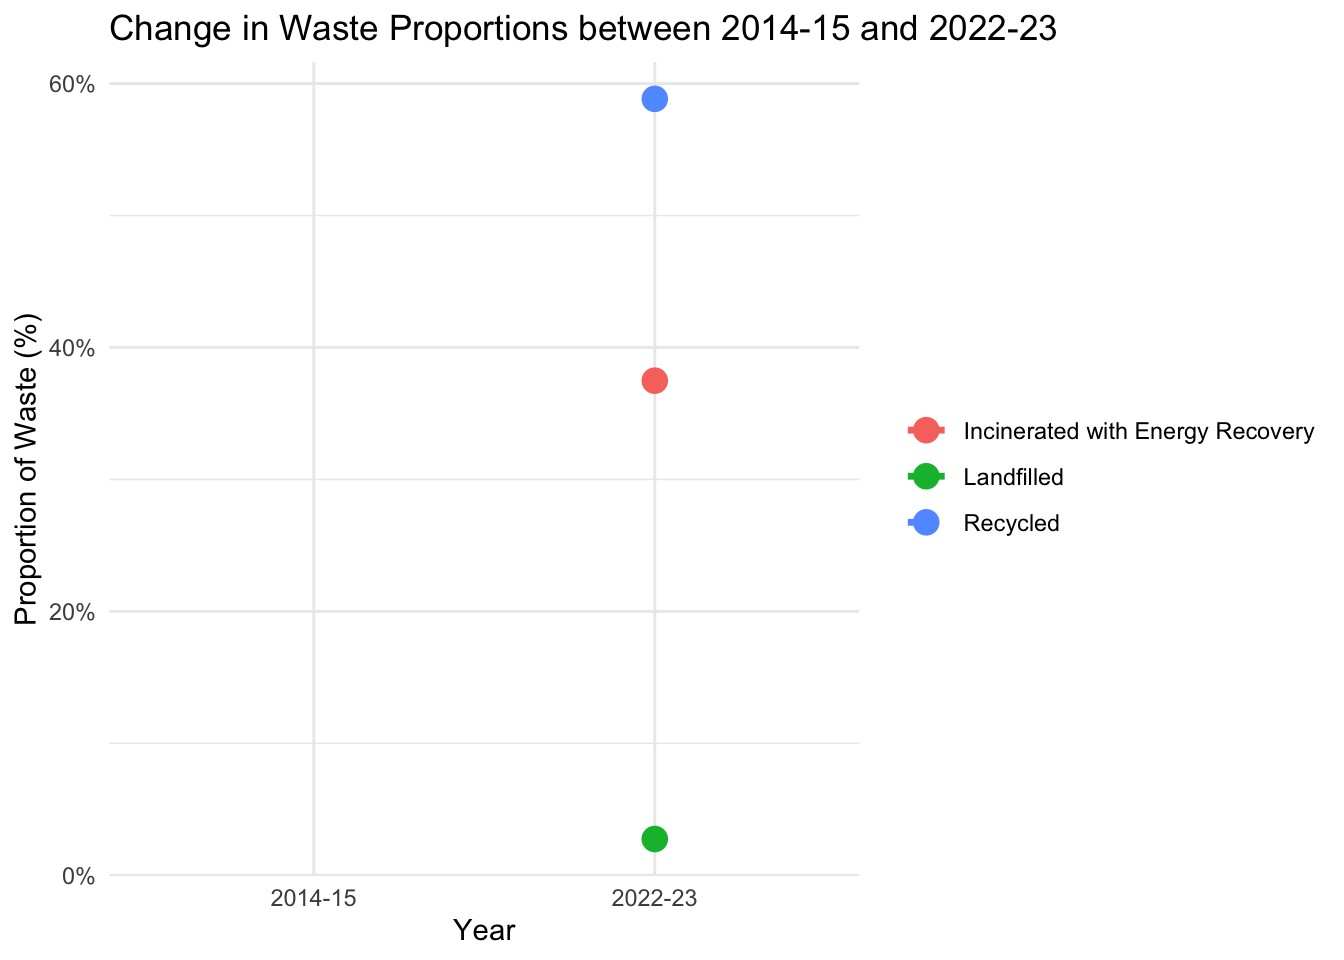 Change in Waste Proportions between 2014-15 and 2022-23
60%
40%
20%
0%
Proportion of Waste (%)
2014-15 2022-23
Year
Incinerated with Energy Recovery
Landfilled
Recycled